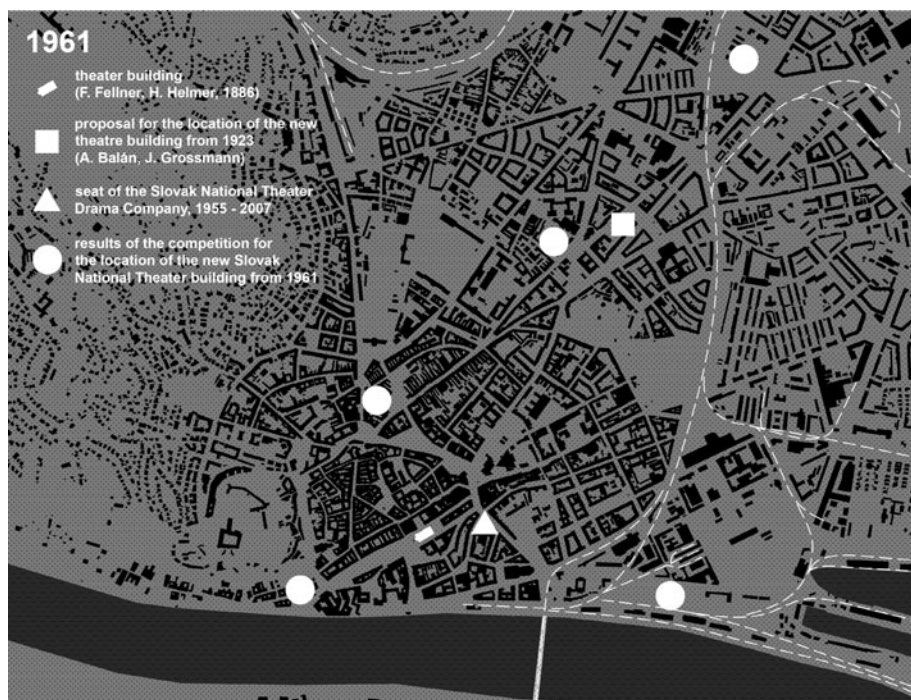 1961
theater building
(F. Fellner, H. Helmer, 1886)
proposal for the location of the new
theatre building from 1923
(A. Balán, J. Grossmann)
seat of the Slovak National Theater
Drama Company, 1955 - 2007
results of the competition for
the location of the new Slovak
National Theater building from 1961